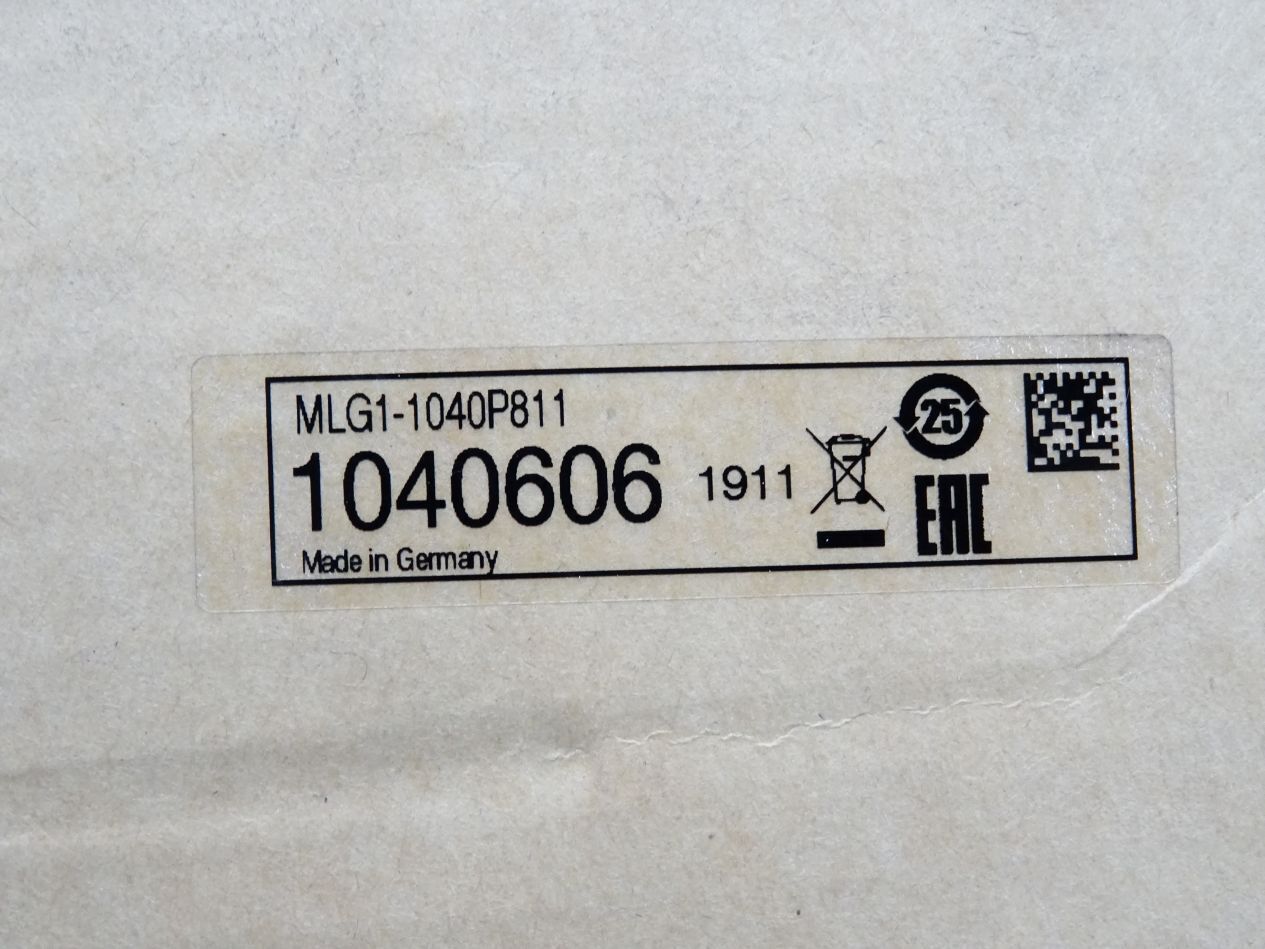 MLG1-1040P811
1040606 1911
Made in Germany
25
EAC